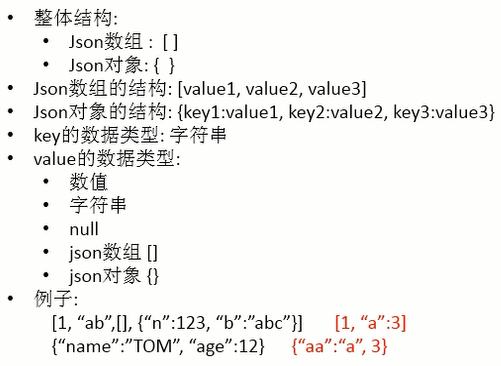 • 整体结构:
• Json数组 : [ ]
• Json对象: { }
• Json数组的结构: [value1, value2, value3]
• Json对象的结构: {key1:value1, key2:value2, key3:value3}
• key的数据类型: 字符串
• value的数据类型:
• 数值
• 字符串
• null
• json数组 []
• json对象 {}
• 例子:
[1, “ab”,[], {“n”:123, “b”:”abc”}] [1, “a”:3]
{“name”:”TOM”, “age”:12} {“aa”:“a”, 3}